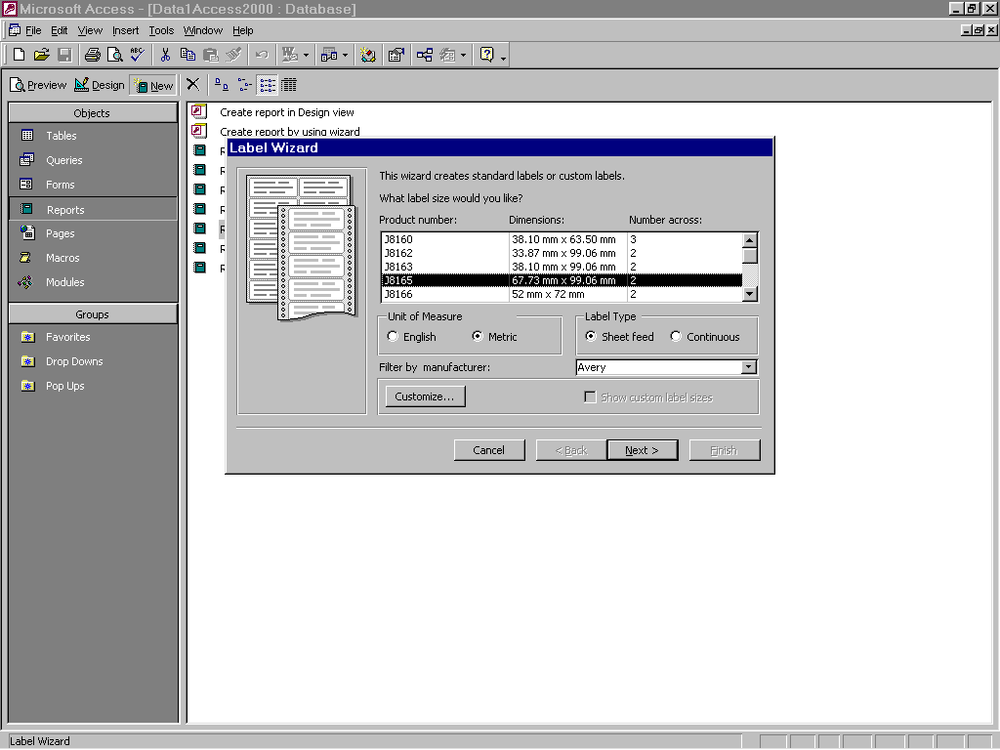 Microsoft Access - [Data1Access2000 : Database]
File Edit View Insert Tools Window Help
Preview Design New
Objects
Tables
Queries
Forms
Reports
Pages
Macros
Modules
Groups
Favorites
Drop Downs
Pop Ups
Create report in Design view
Create report by using wizard
R
R
R
R
R
R
R
Label Wizard
This wizard creates standard labels or custom labels.
What label size would you like?
Product number: Dimensions: Number across:
J8160 38.10 mm x 63.50 mm 3
J8162 33.87 mm x 99.06 mm 2
J8163 38.10 mm x 99.06 mm 2
J8165 67.73 mm x 99.06 mm 2
J8166 52 mm x 72 mm 2
Unit of Measure Label Type
English Metric Sheet feed Continuous
Filter by manufacturer: Avery
Customize... Show custom label sizes
Cancel < Back Next > Finish
Label Wizard